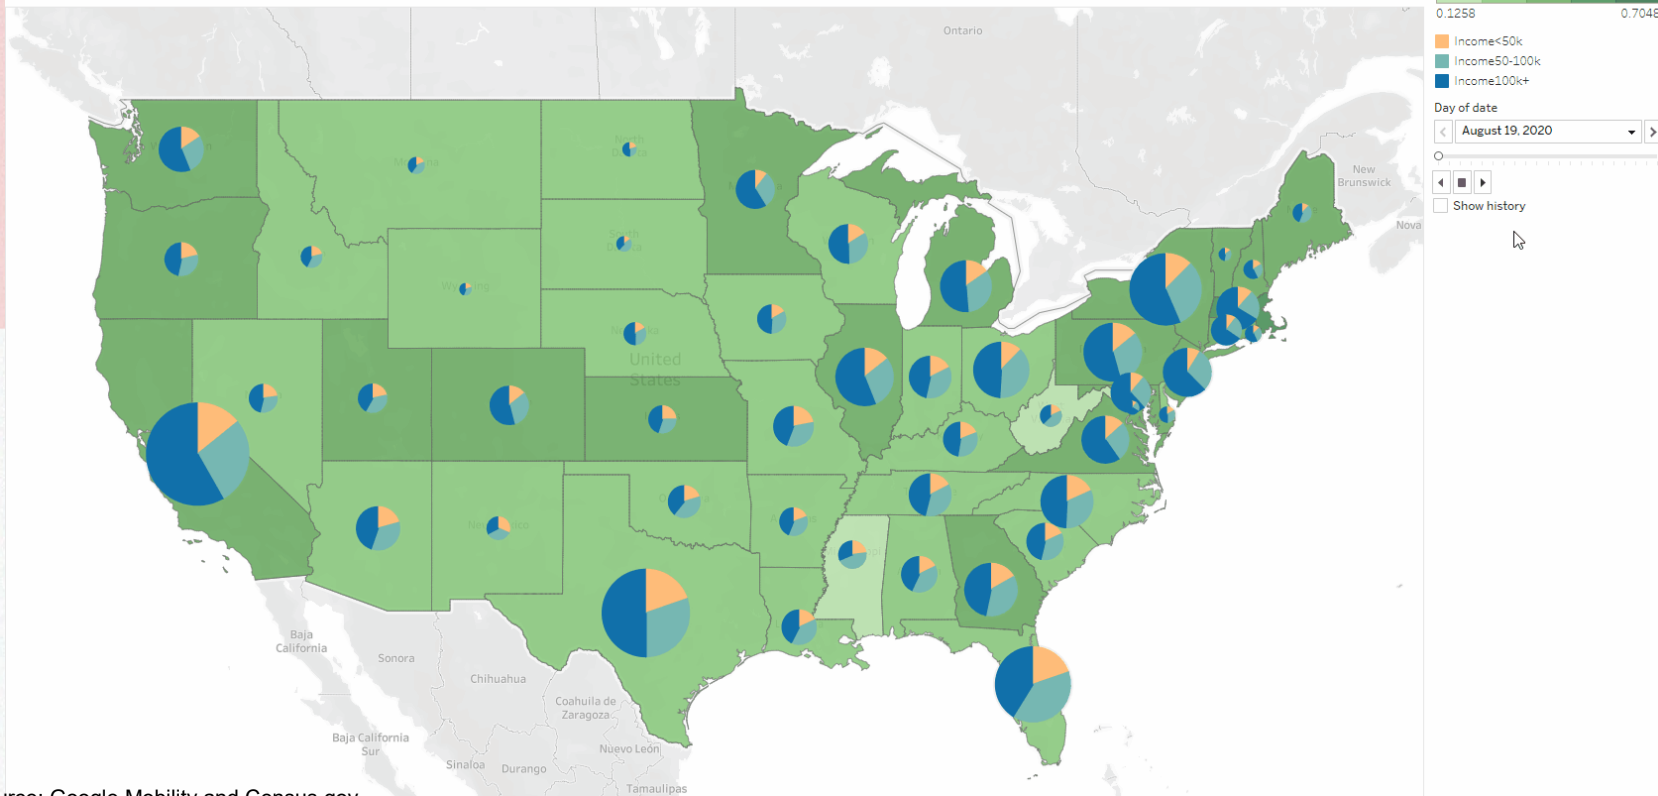 Ontario
0.1258
0.7048
Income<50k
Income50-100k
Income100k+
Day of date
August 19, 2020
Show history
New
Brunswick
Nova
North
United
States
Baja
California
Sonora
Chihuahua
Coahuila de
Zaragoza
Baja California
Sur
Nuevo León
Sinaloa
Durango
Tamaulipas
Google Mobility and Census.gov